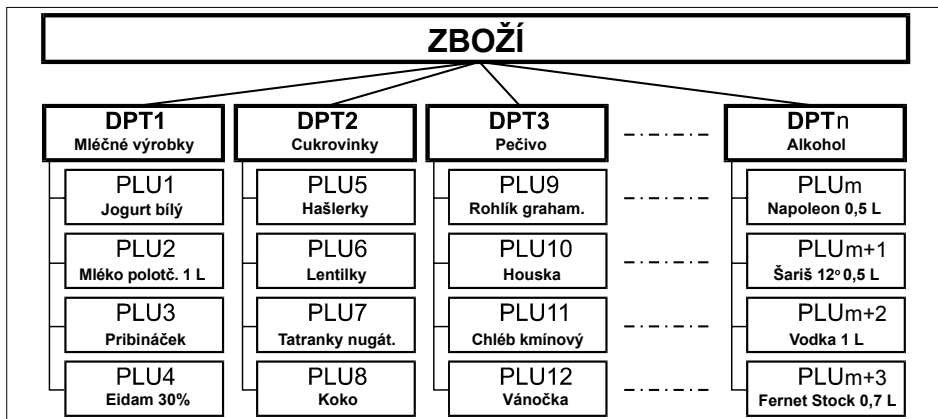 ZBOŽÍ
DPT1
Mléčné výrobky
PLU1
Jogurt bílý
PLU2
Mléko polotč. 1 L
PLU3
Pribináček
PLU4
Eidam 30%
DPT2
Cukrovinky
PLU5
Hašlerky
PLU6
Lentilky
PLU7
Tatranky nugát.
PLU8
Koko
DPT3
Pečivo
PLU9
Rohlík graham.
PLU10
Houska
PLU11
Chléb kmínový
PLU12
Vánočka
DPTn
Alkohol
PLUm
Napoleon 0,5 L
PLUm+1
Šariš 12° 0,5 L
PLUm+2
Vodka 1 L
PLUm+3
Fernet Stock 0,7 L